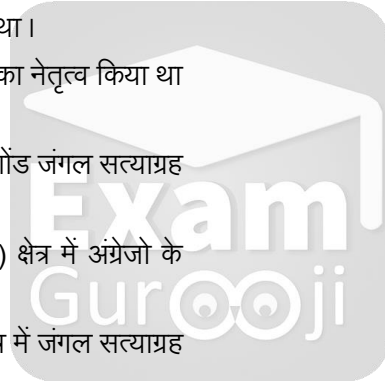 था।
का नेतृत्व किया था
गोंड जंगल सत्याग्रह
) क्षेत्र में अंग्रेजो के
में जंगल सत्याग्रह
Exam
Gurooji